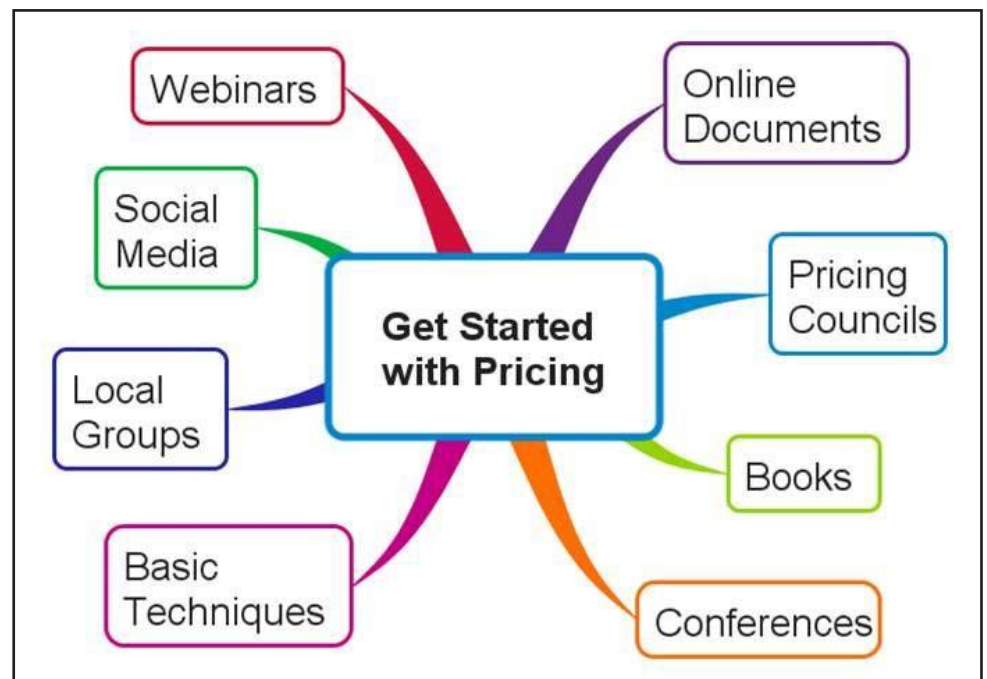 Webinars
Online
Documents
Social
Media
Pricing
Councils
Get Started
with Pricing
Local
Groups
Books
Basic
Techniques
Conferences